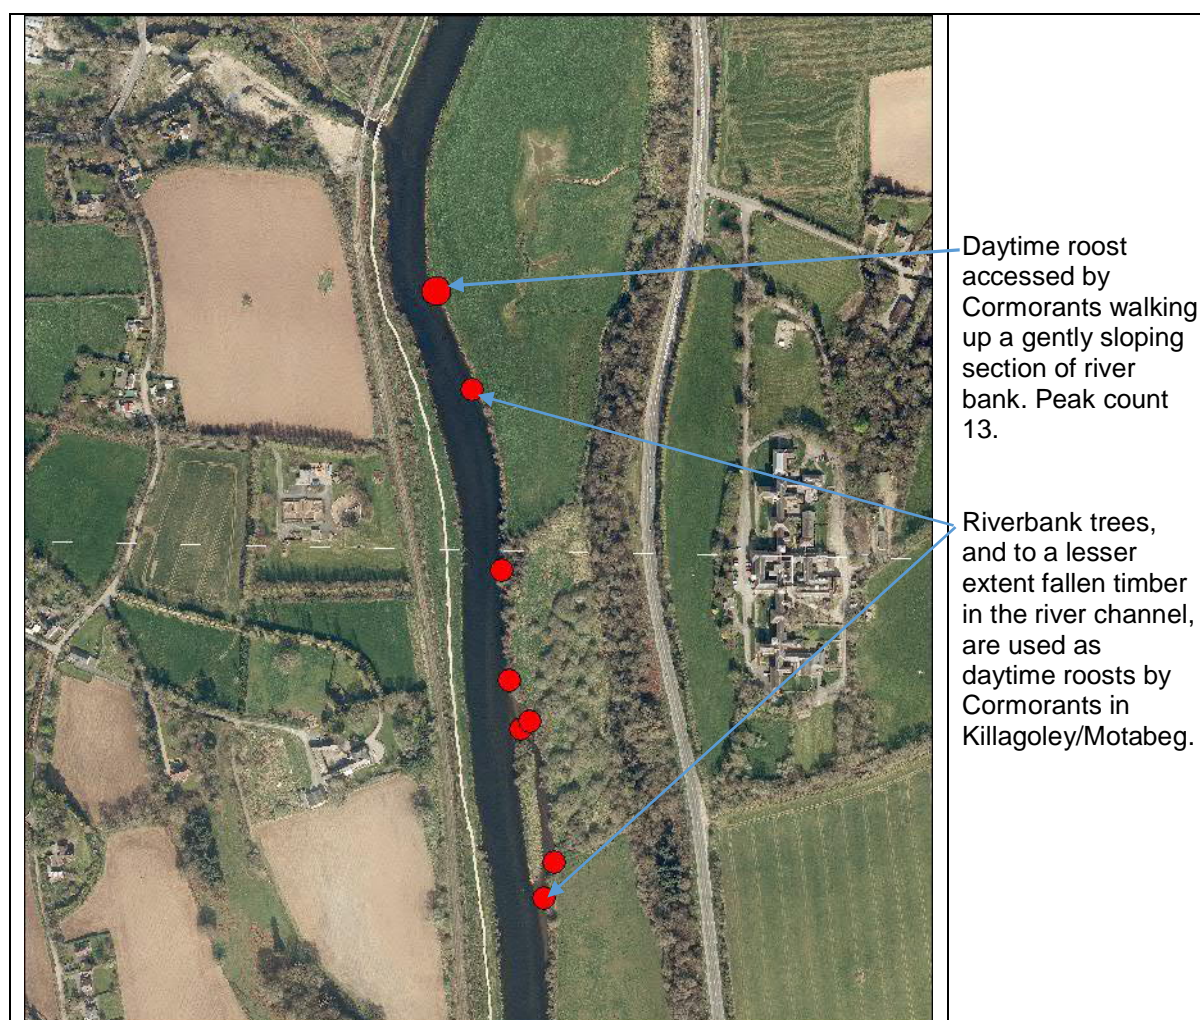 Daytime roost
accessed by
Cormorants walking
up a gently sloping
section of river
bank. Peak count
13.
Riverbank trees,
and to a lesser
extent fallen timber
in the river channel,
are used as
daytime roosts by
Cormorants in
Killagoley/Motabeg.